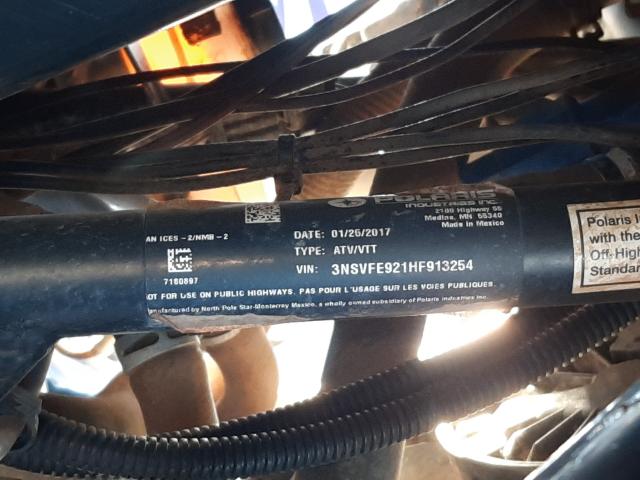 POLARIS
INDUSTRIES INC.
2100 Highway 55
Medina, MN 55340
Made in Mexico
AN ICES - 2/NMB - 2
DATE: 01/26/2017
TYPE: ATV/VTT
VIN: 3NSVFE921HF913254
7180897
OT FOR USE ON PUBLIC HIGHWAYS. PAS POUR L'USAGE SUR LES VOIES PUBLIQUES.
anufactured by North Pole Star-Monterrey Mexico, a wholly owned subsidiary of Polaris Industries Inc.
Polaris
with the
Off-High
Standar